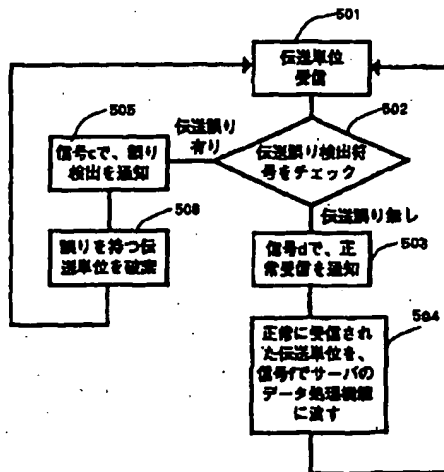 501
伝送単位
受信
502
伝送誤り検出符
号をチェック
伝送誤り
有り
505
信号cで、誤り
検出を通知
506
誤りを持つ伝
送単位を破棄
伝送誤り無し
信号dで、正
常受信を通知
503
504
正常に受信され
た伝送単位を、
信号fでサーバの
データ処理機能
に渡す